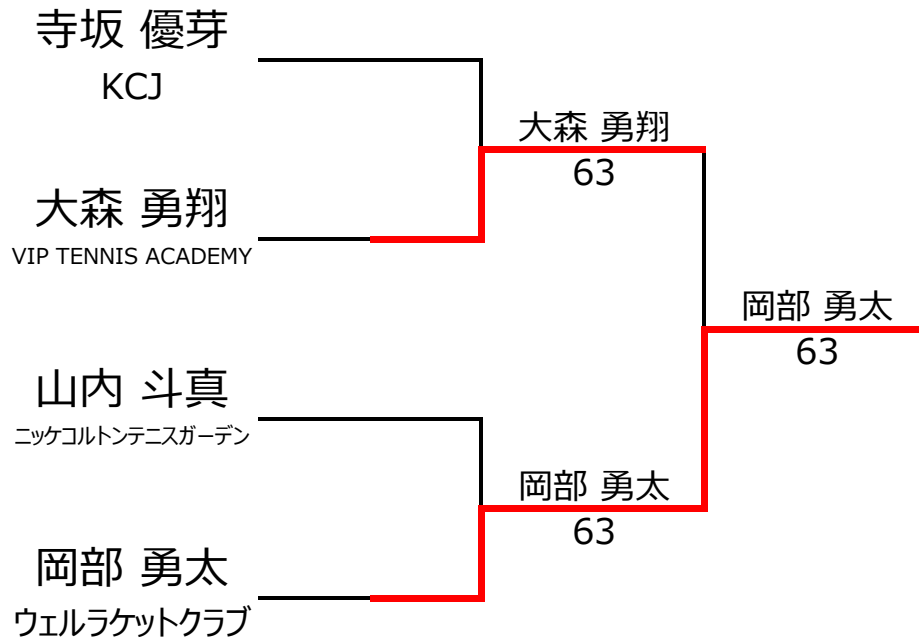 寺坂 優芽
KCJ
大森 勇翔
63
大森 勇翔
VIP TENNIS ACADEMY
岡部 勇太
63
山内 斗真
ニッケコルトンテニスガーデン
岡部 勇太
63
岡部 勇太
ウェルラケットクラブ